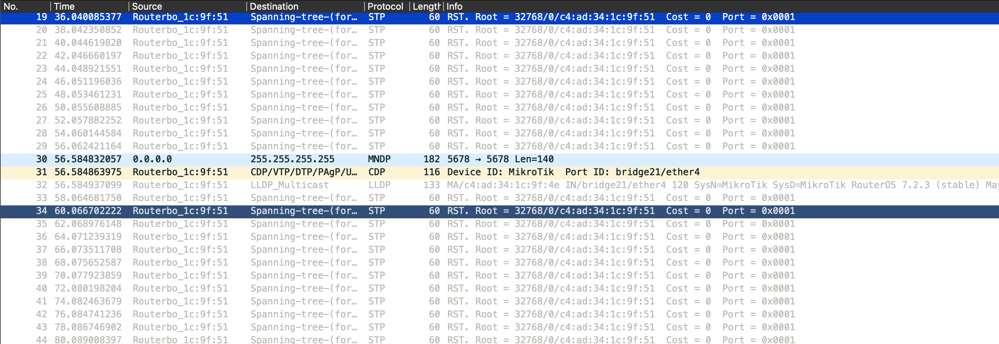 No. Time Source Destination Protocol Length Info
19 36.040085377 Routerbo_1c:9f:51 Spanning-tree-(for… STP 60 RST. Root = 32768/0/c4:ad:34:1c:9f:51 Cost = 0 Port = 0x0001
20 38.042350852 Routerbo_1c:9f:51 Spanning-tree-(for… STP 60 RST. Root = 32768/0/c4:ad:34:1c:9f:51 Cost = 0 Port = 0x0001
21 40.044619820 Routerbo_1c:9f:51 Spanning-tree-(for… STP 60 RST. Root = 32768/0/c4:ad:34:1c:9f:51 Cost = 0 Port = 0x0001
22 42.046660197 Routerbo_1c:9f:51 Spanning-tree-(for… STP 60 RST. Root = 32768/0/c4:ad:34:1c:9f:51 Cost = 0 Port = 0x0001
23 44.048921551 Routerbo_1c:9f:51 Spanning-tree-(for… STP 60 RST. Root = 32768/0/c4:ad:34:1c:9f:51 Cost = 0 Port = 0x0001
24 46.051196036 Routerbo_1c:9f:51 Spanning-tree-(for… STP 60 RST. Root = 32768/0/c4:ad:34:1c:9f:51 Cost = 0 Port = 0x0001
25 48.053461231 Routerbo_1c:9f:51 Spanning-tree-(for… STP 60 RST. Root = 32768/0/c4:ad:34:1c:9f:51 Cost = 0 Port = 0x0001
26 50.055608885 Routerbo_1c:9f:51 Spanning-tree-(for… STP 60 RST. Root = 32768/0/c4:ad:34:1c:9f:51 Cost = 0 Port = 0x0001
27 52.057882252 Routerbo_1c:9f:51 Spanning-tree-(for… STP 60 RST. Root = 32768/0/c4:ad:34:1c:9f:51 Cost = 0 Port = 0x0001
28 54.060144584 Routerbo_1c:9f:51 Spanning-tree-(for… STP 60 RST. Root = 32768/0/c4:ad:34:1c:9f:51 Cost = 0 Port = 0x0001
29 56.062421164 Routerbo_1c:9f:51 Spanning-tree-(for… STP 60 RST. Root = 32768/0/c4:ad:34:1c:9f:51 Cost = 0 Port = 0x0001
30 56.584832057 0.0.0.0 255.255.255.255 MNDP 182 5678 → 5678 Len=140
31 56.584863975 Routerbo_1c:9f:51 CDP/VTP/DTP/PAgP/U… CDP 116 Device ID: MikroTik Port ID: bridge21/ether4
32 56.584937099 Routerbo_1c:9f:51 LLDP_Multicast LLDP 133 MA/c4:ad:34:1c:9f:4e IN/bridge21/ether4 120 SysN=MikroTik SysD=MikroTik RouterOS 7.2.3 (stable) May
33 58.064681750 Routerbo_1c:9f:51 Spanning-tree-(for… STP 60 RST. Root = 32768/0/c4:ad:34:1c:9f:51 Cost = 0 Port = 0x0001
34 60.066702222 Routerbo_1c:9f:51 Spanning-tree-(for… STP 60 RST. Root = 32768/0/c4:ad:34:1c:9f:51 Cost = 0 Port = 0x0001
35 62.068976148 Routerbo_1c:9f:51 Spanning-tree-(for… STP 60 RST. Root = 32768/0/c4:ad:34:1c:9f:51 Cost = 0 Port = 0x0001
36 64.071239319 Routerbo_1c:9f:51 Spanning-tree-(for… STP 60 RST. Root = 32768/0/c4:ad:34:1c:9f:51 Cost = 0 Port = 0x0001
37 66.073511708 Routerbo_1c:9f:51 Spanning-tree-(for… STP 60 RST. Root = 32768/0/c4:ad:34:1c:9f:51 Cost = 0 Port = 0x0001
38 68.075652587 Routerbo_1c:9f:51 Spanning-tree-(for… STP 60 RST. Root = 32768/0/c4:ad:34:1c:9f:51 Cost = 0 Port = 0x0001
39 70.077923859 Routerbo_1c:9f:51 Spanning-tree-(for… STP 60 RST. Root = 32768/0/c4:ad:34:1c:9f:51 Cost = 0 Port = 0x0001
40 72.080198204 Routerbo_1c:9f:51 Spanning-tree-(for… STP 60 RST. Root = 32768/0/c4:ad:34:1c:9f:51 Cost = 0 Port = 0x0001
41 74.082463679 Routerbo_1c:9f:51 Spanning-tree-(for… STP 60 RST. Root = 32768/0/c4:ad:34:1c:9f:51 Cost = 0 Port = 0x0001
42 76.084741236 Routerbo_1c:9f:51 Spanning-tree-(for… STP 60 RST. Root = 32768/0/c4:ad:34:1c:9f:51 Cost = 0 Port = 0x0001
43 78.086746902 Routerbo_1c:9f:51 Spanning-tree-(for… STP 60 RST. Root = 32768/0/c4:ad:34:1c:9f:51 Cost = 0 Port = 0x0001
44 80.089008397 Routerbo_1c:9f:51 Spanning-tree-(for… STP 60 RST. Root = 32768/0/c4:ad:34:1c:9f:51 Cost = 0 Port = 0x0001